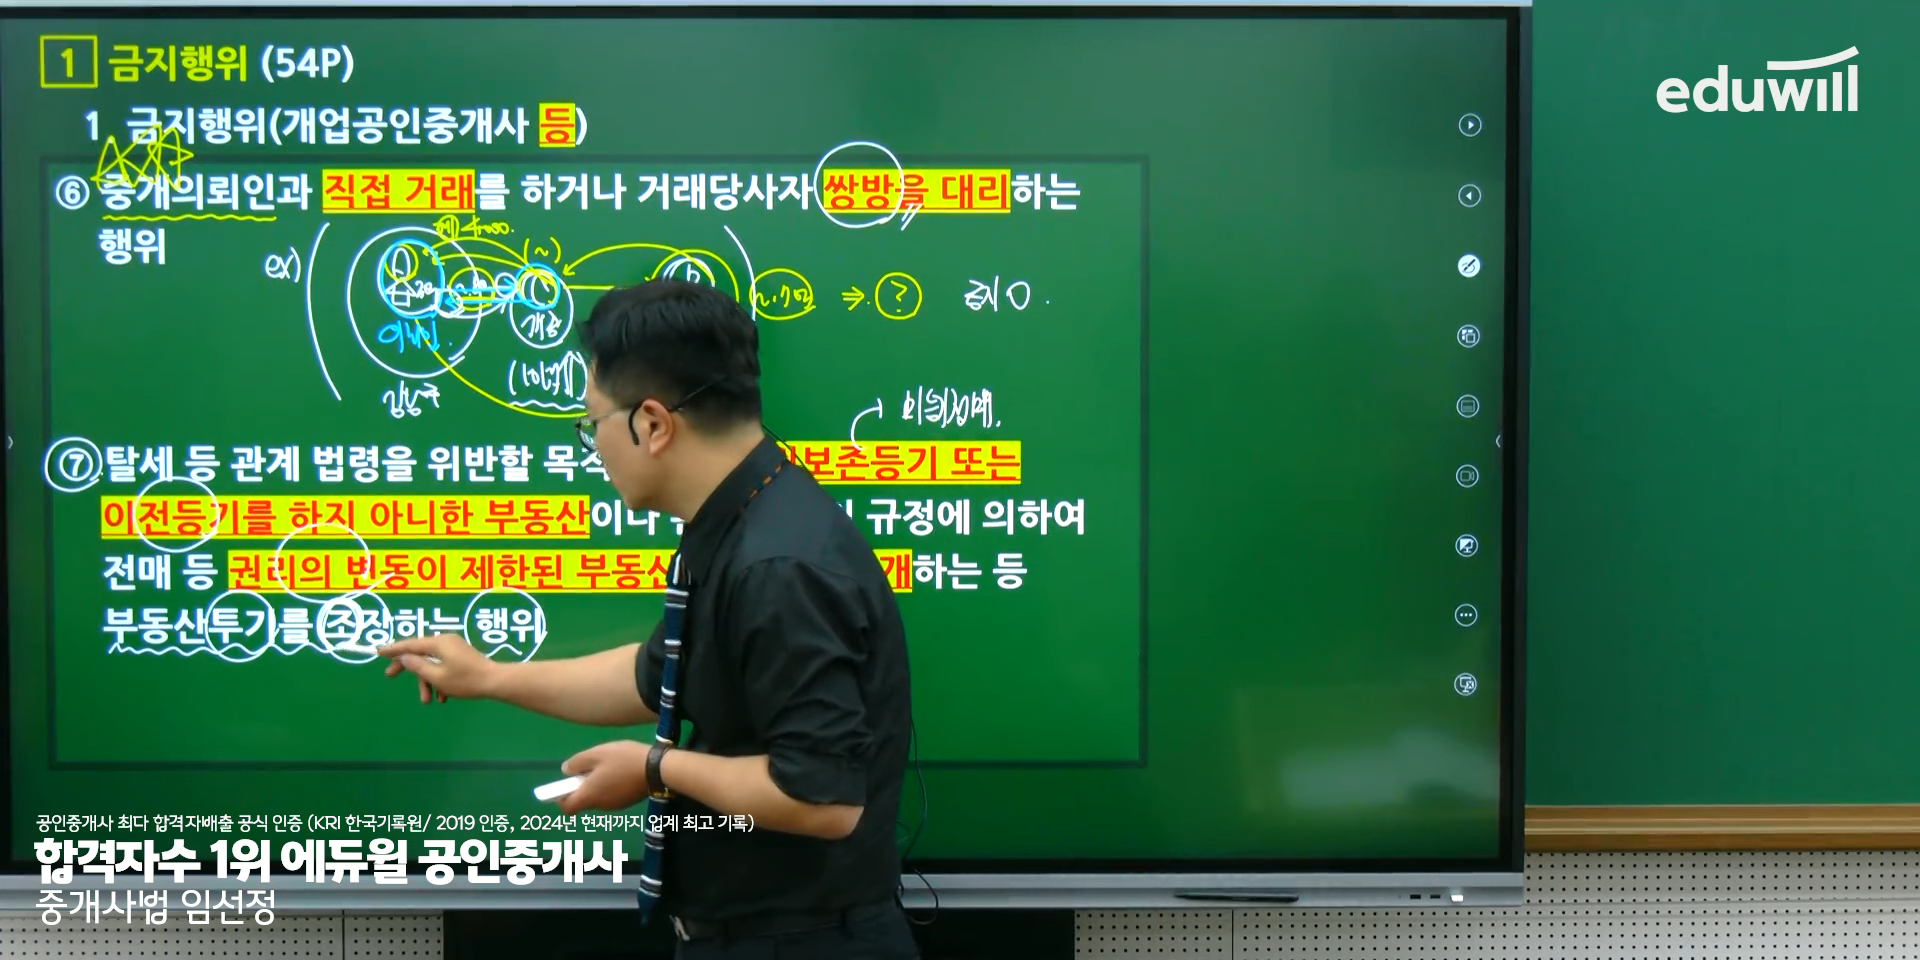 1 금지행위 (54P)
eduwill
1 금지행위(개업공인중개사 등)
⑥ 중개의뢰인과 직접 거래를 하거나 거래당사자 쌍방을 대리하는
행위
ex)
⇒ ?
개공
⑦ 탈세 등 관계 법령을 위반할 목적 보존등기 또는
이전등기를 하지 아니한 부동산이나 규정에 의하여
전매 등 권리의 변동이 제한된 부동산 하는 등
부동산투기를 조장하는 행위
공인중개사 최다 합격자배출 공식 인증 (KRI 한국기록원/ 2019 인증, 2024년 현재까지 업계 최고 기록)
합격자수 1위 에듀윌 공인중개사
중개사법 임선정